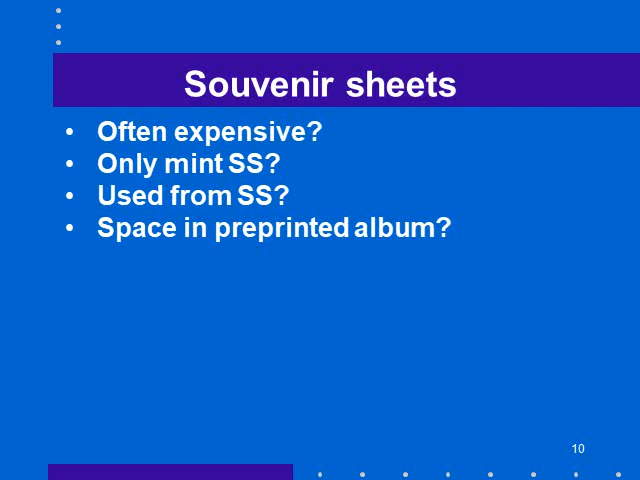 Souvenir sheets
• Often expensive?
• Only mint SS?
• Used from SS?
• Space in preprinted album?
10